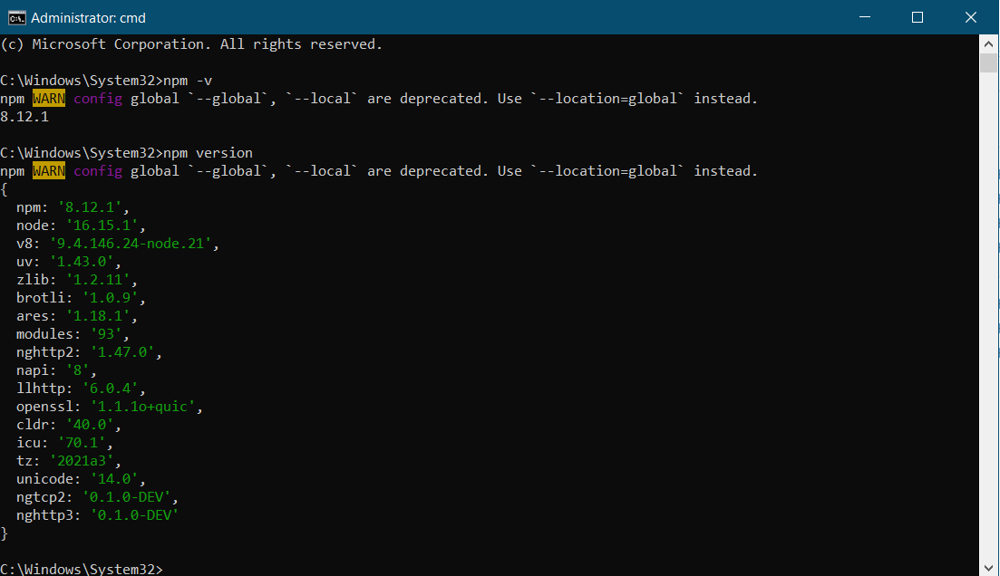 Administrator: cmd
(c) Microsoft Corporation. All rights reserved.
C:\Windows\System32>npm -v
npm WARN config global `--global`, `--local` are deprecated. Use `--location=global` instead.
8.12.1
C:\Windows\System32>npm version
npm WARN config global `--global`, `--local` are deprecated. Use `--location=global` instead.
{
  npm: '8.12.1',
  node: '16.15.1',
  v8: '9.4.146.24-node.21',
  uv: '1.43.0',
  zlib: '1.2.11',
  brotli: '1.0.9',
  ares: '1.18.1',
  modules: '93',
  nghttp2: '1.47.0',
  napi: '8',
  llhttp: '6.0.4',
  openssl: '1.1.1o+quic',
  cldr: '40.0',
  icu: '70.1',
  tz: '2021a3',
  unicode: '14.0',
  ngtcp2: '0.1.0-DEV',
  nghttp3: '0.1.0-DEV'
}
C:\Windows\System32>